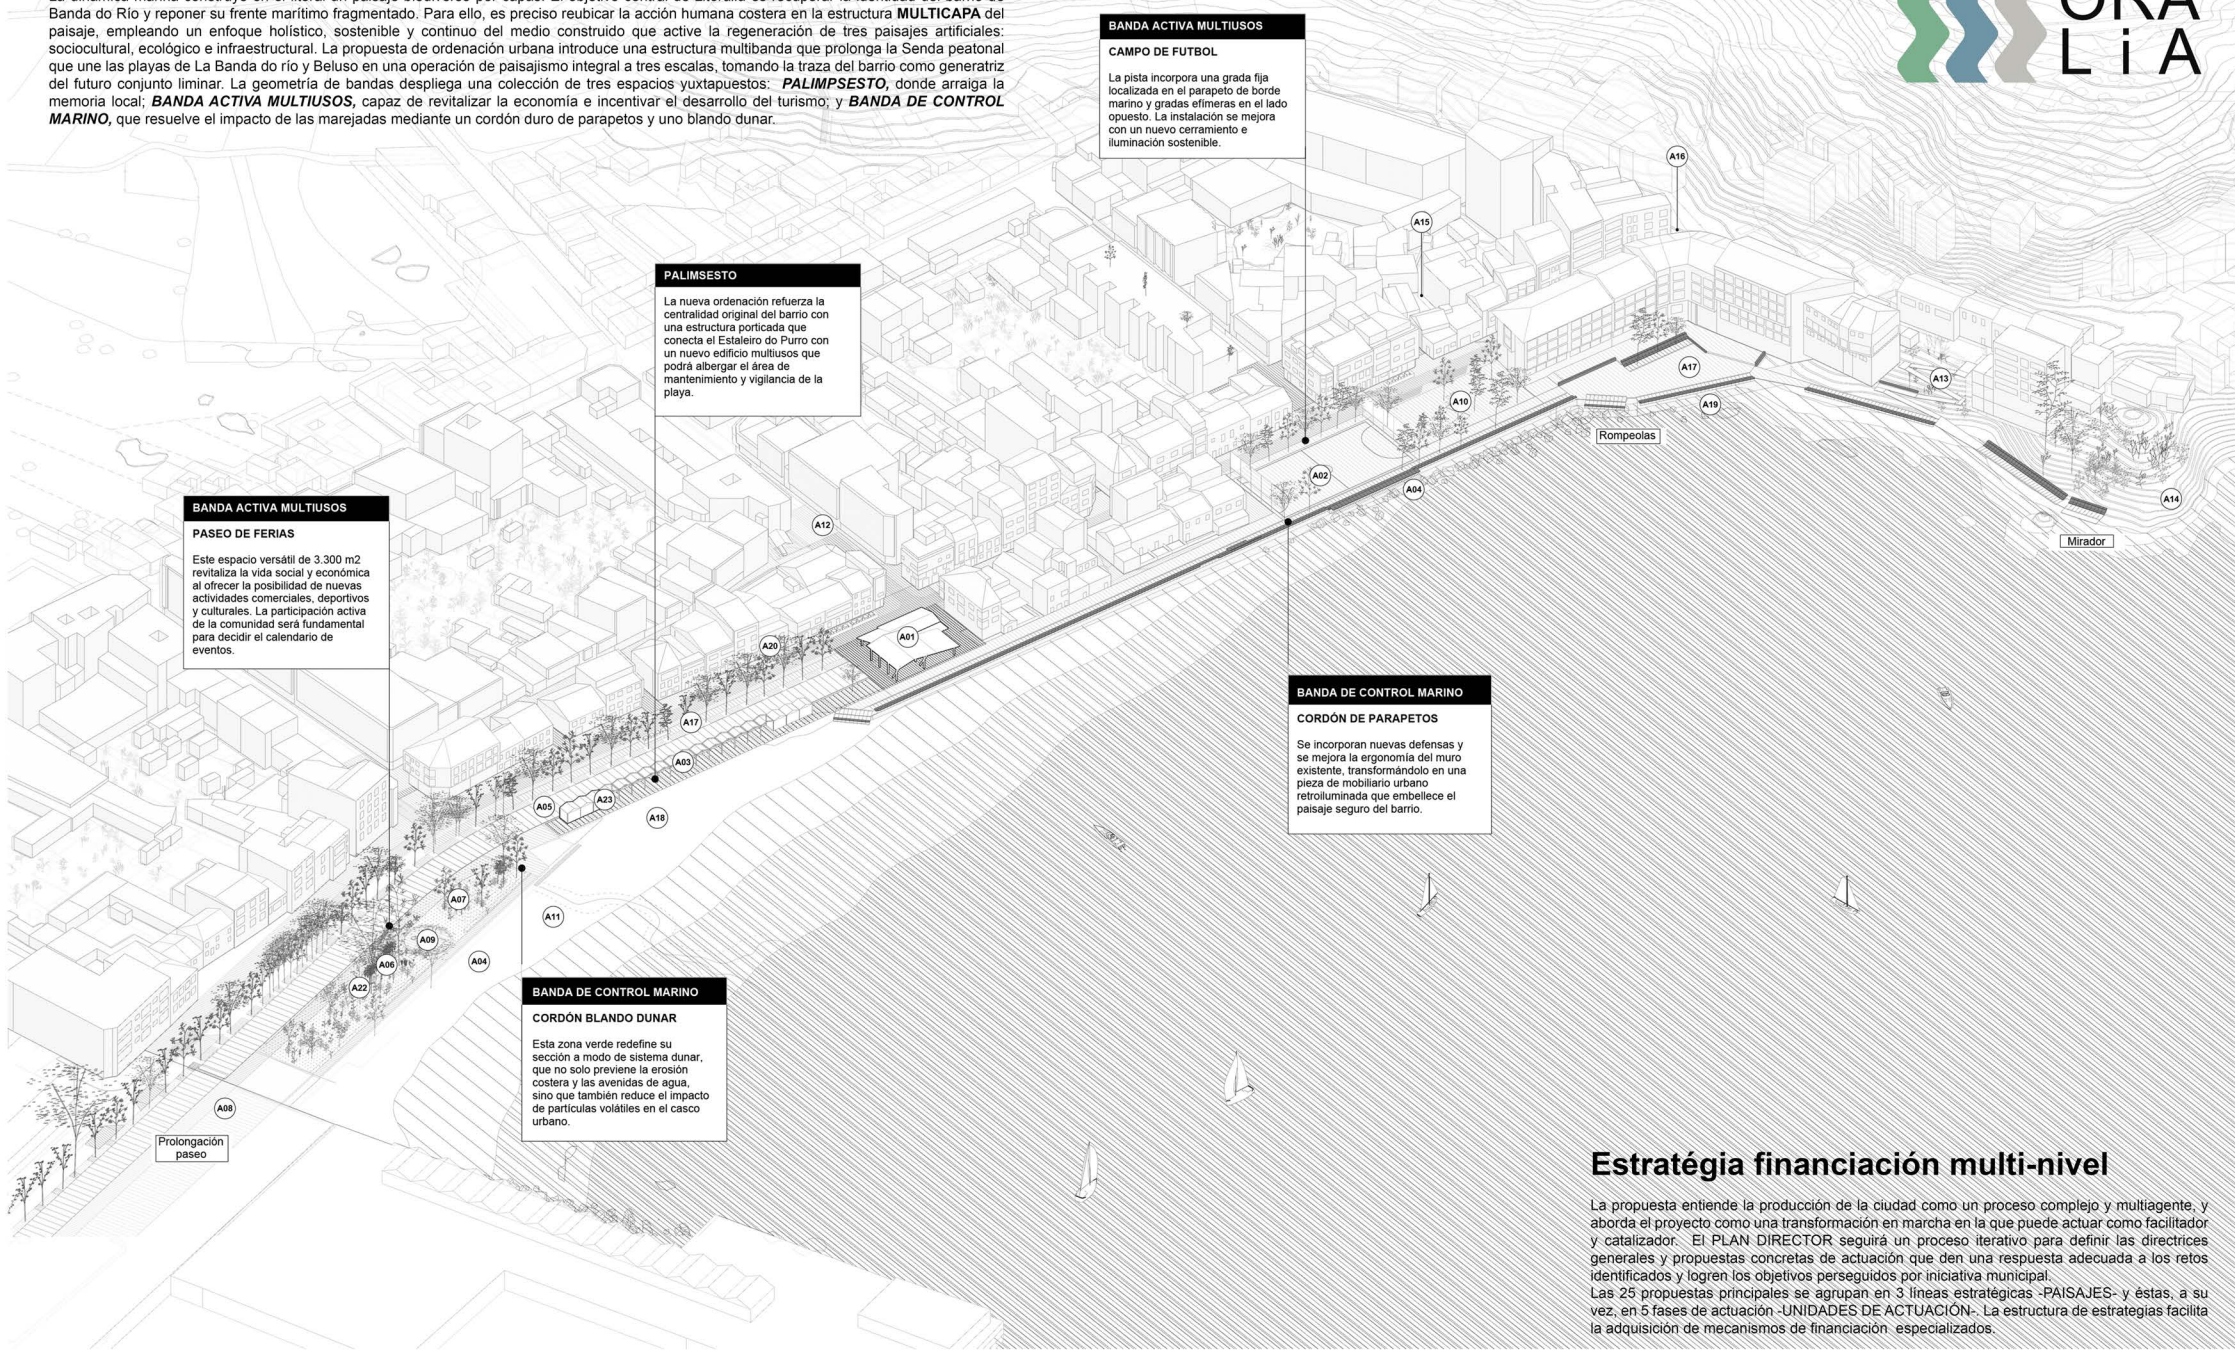 Banda do Río y reponer su frente marítimo fragmentado. Para ello, es preciso reubicar la acción humana costera en la estructura MULTICAPA del
paisaje, empleando un enfoque holístico, sostenible y continuo del medio construido que active la regeneración de tres paisajes artificiales:
sociocultural, ecológico e infraestructural. La propuesta de ordenación urbana introduce una estructura multibanda que prolonga la Senda peatonal
que une las playas de La Banda do río y Beluso en una operación de paisajismo integral a tres escalas, tomando la traza del barrio como generatriz
del futuro conjunto liminar. La geometría de bandas despliega una colección de tres espacios yuxtapuestos: PALIMPSESTO, donde arraiga la
memoria local; BANDA ACTIVA MULTIUSOS, capaz de revitalizar la economía e incentivar el desarrollo del turismo; y BANDA DE CONTROL
MARINO, que resuelve el impacto de las marejadas mediante un cordón duro de parapetos y uno blando dunar.
ORA
LiA
BANDA ACTIVA MULTIUSOS
CAMPO DE FUTBOL
La pista incorpora una grada fija
localizada en el parapeto de borde
marino y gradas efímeras en el lado
opuesto. La instalación se mejora
con un nuevo cerramiento e
iluminación sostenible.
A16
A15
PALIMSESTO
La nueva ordenación refuerza la
centralidad original del barrio con
una estructura porticada que
conecta el Estaleiro do Purro con
un nuevo edificio multiusos que
podrá albergar el área de
mantenimiento y vigilancia de la
playa.
A17
A13
A10
A19
Rompeolas
A02
A04
A14
Mirador
A12
BANDA ACTIVA MULTIUSOS
PASEO DE FERIAS
Este espacio versátil de 3.300 m2
revitaliza la vida social y económica
al ofrecer la posibilidad de nuevas
actividades comerciales, deportivos
y culturales. La participación activa
de la comunidad será fundamental
para decidir el calendario de
eventos.
A01
A20
A17
A03
A23
A05
A18
BANDA DE CONTROL MARINO
CORDÓN DE PARAPETOS
Se incorporan nuevas defensas y
se mejora la ergonomía del muro
existente, transformándolo en una
pieza de mobiliario urbano
retroiluminada que embellece el
paisaje seguro del barrio.
A07
A11
A09
A04
A06
A22
BANDA DE CONTROL MARINO
CORDÓN BLANDO DUNAR
Esta zona verde redefine su
sección a modo de sistema dunar,
que no solo previene la erosión
costera y las avenidas de agua,
sino que también reduce el impacto
de partículas volátiles en el casco
urbano.
A08
Prolongación
paseo
Estratégia financiación multi-nivel
La propuesta entiende la producción de la ciudad como un proceso complejo y multiagente, y
aborda el proyecto como una transformación en marcha en la que puede actuar como facilitador
y catalizador. El PLAN DIRECTOR seguirá un proceso iterativo para definir las directrices
generales y propuestas concretas de actuación que den una respuesta adecuada a los retos
identificados y logren los objetivos perseguidos por iniciativa municipal.
Las 25 propuestas principales se agrupan en 3 líneas estratégicas -PAISAJES- y éstas, a su
vez, en 5 fases de actuación -UNIDADES DE ACTUACIÓN-. La estructura de estrategias facilita
la adquisición de mecanismos de financiación especializados.